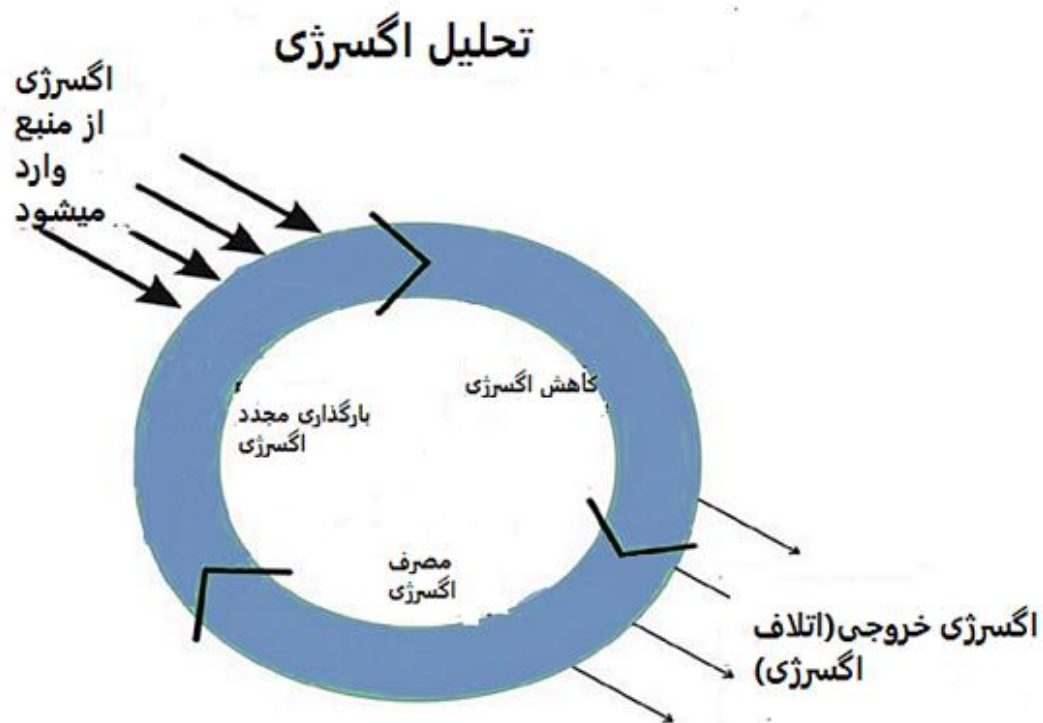 تحلیل اگسرژی
اگسرژی
از منبع
وارد
میشود
کاهش اگسرژی
بارگذاری مجدد
اگسرژی
مصرف
اگسرژی
اگسرژی خروجی(اتلاف
اگسرژی)